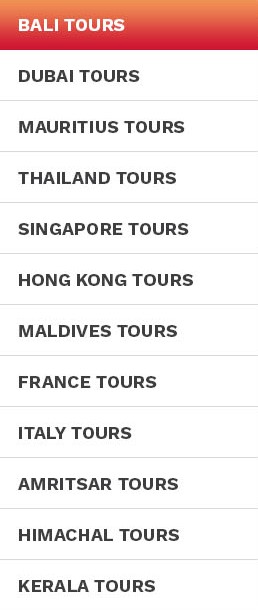 BALI TOURS
DUBAI TOURS
MAURITIUS TOURS
THAILAND TOURS
SINGAPORE TOURS
HONG KONG TOURS
MALDIVES TOURS
FRANCE TOURS
ITALY TOURS
AMRITSAR TOURS
HIMACHAL TOURS
KERALA TOURS